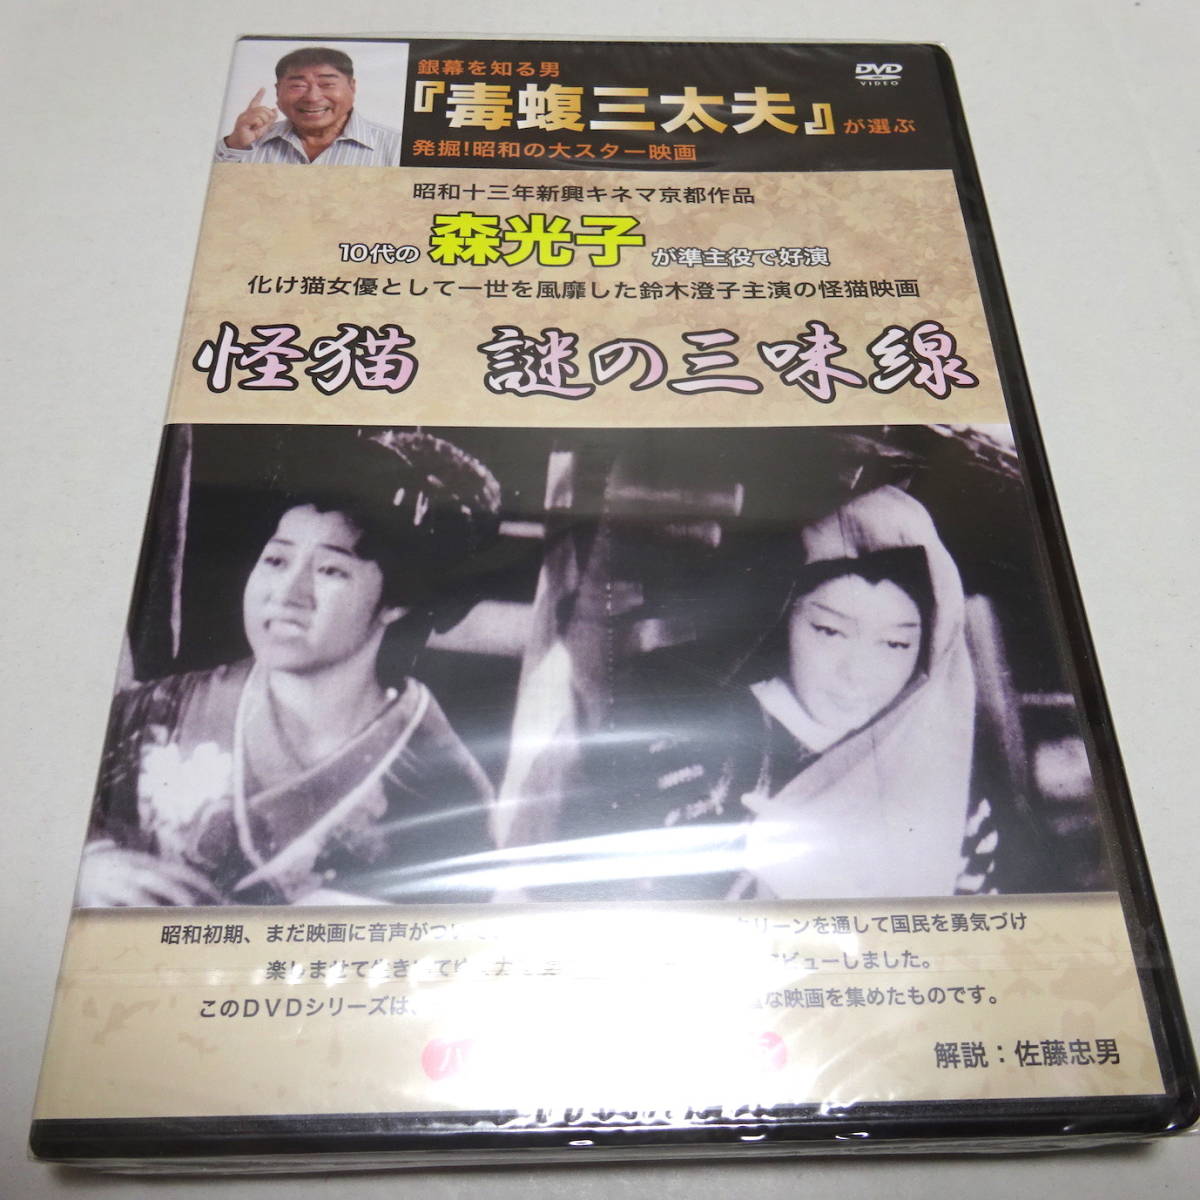 銀幕を知る男
『毒蝮三太夫』が選ぶ
発掘!昭和の大スター映画
DVD
VIDEO
昭和十三年新興キネマ京都作品
10代の 森光子 が準主役で好演
化け猫女優として一世を風靡した鈴木澄子主演の怪猫映画
怪猫 謎の三味線
昭和初期、まだ映画に音声がついて クリーンを通して国民を勇気づけ
楽しませて ビューしました。
このDVDシリーズは、 な映画を集めたものです。
解説:佐藤忠男